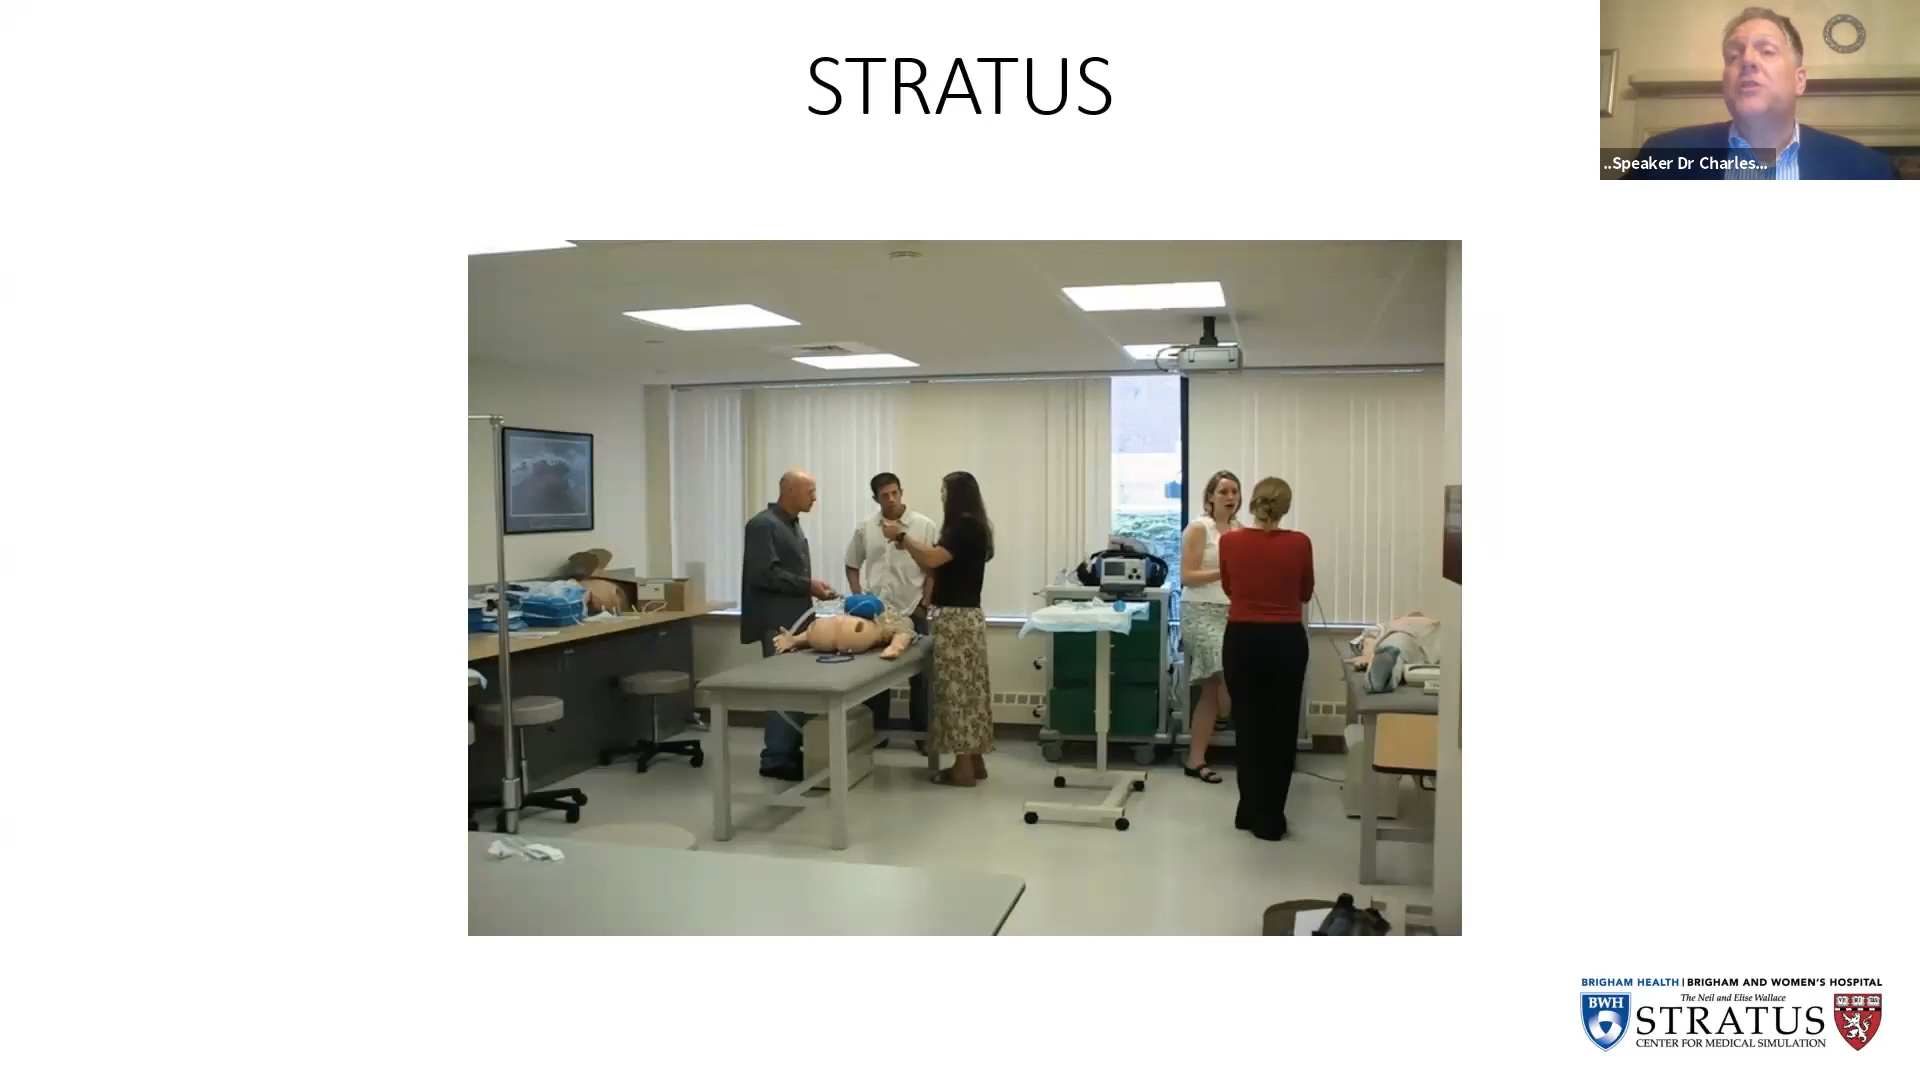 STRATUS
..Speaker Dr Charles...
BRIGHAM HEALTH | BRIGHAM AND WOMEN'S HOSPITAL
The Neil and Elise Wallace
BWH
STRATUS
CENTER FOR MEDICAL SIMULATION